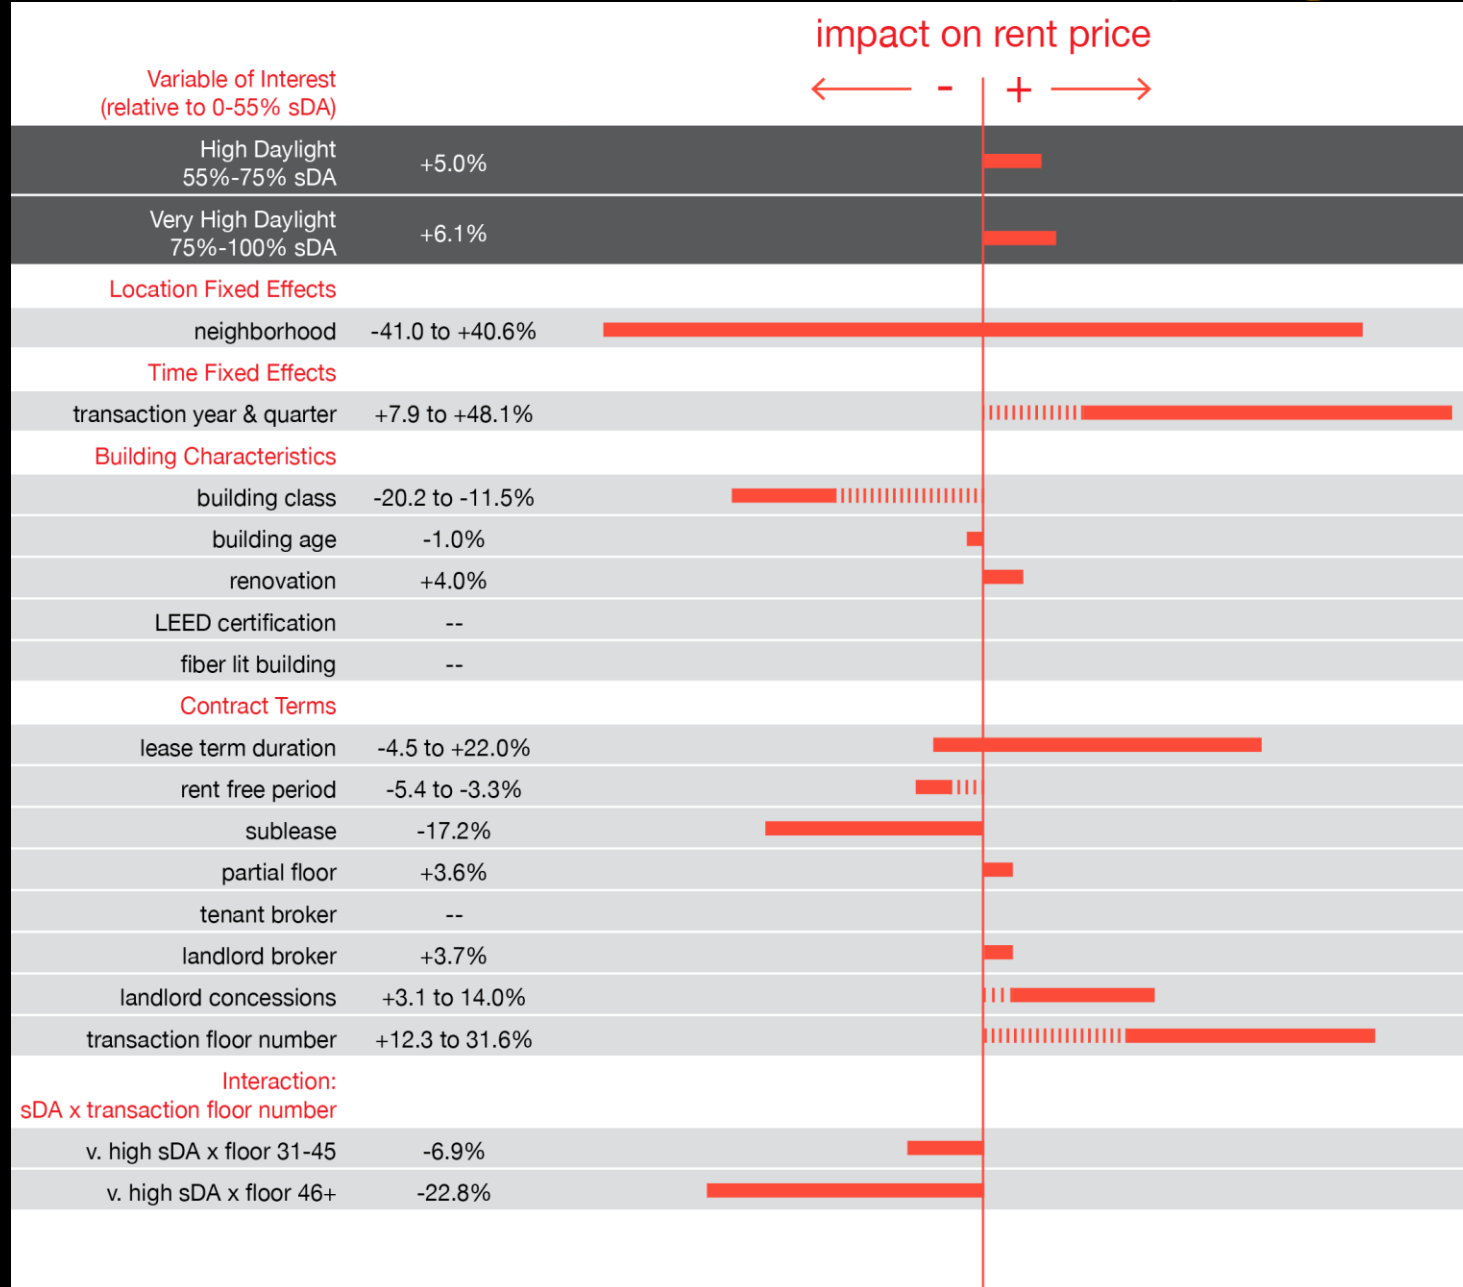 impact on rent price
Variable of Interest
(relative to 0-55% sDA)
- +
High Daylight
55%-75% sDA +5.0%
Very High Daylight
75%-100% sDA +6.1%
Location Fixed Effects
neighborhood -41.0 to +40.6%
Time Fixed Effects
transaction year & quarter +7.9 to +48.1%
Building Characteristics
building class -20.2 to -11.5%
building age -1.0%
renovation +4.0%
LEED certification --
fiber lit building --
Contract Terms
lease term duration -4.5 to +22.0%
rent free period -5.4 to -3.3%
sublease -17.2%
partial floor +3.6%
tenant broker --
landlord broker +3.7%
landlord concessions +3.1 to 14.0%
transaction floor number +12.3 to 31.6%
Interaction:
sDA x transaction floor number
v. high sDA x floor 31-45 -6.9%
v. high sDA x floor 46+ -22.8%